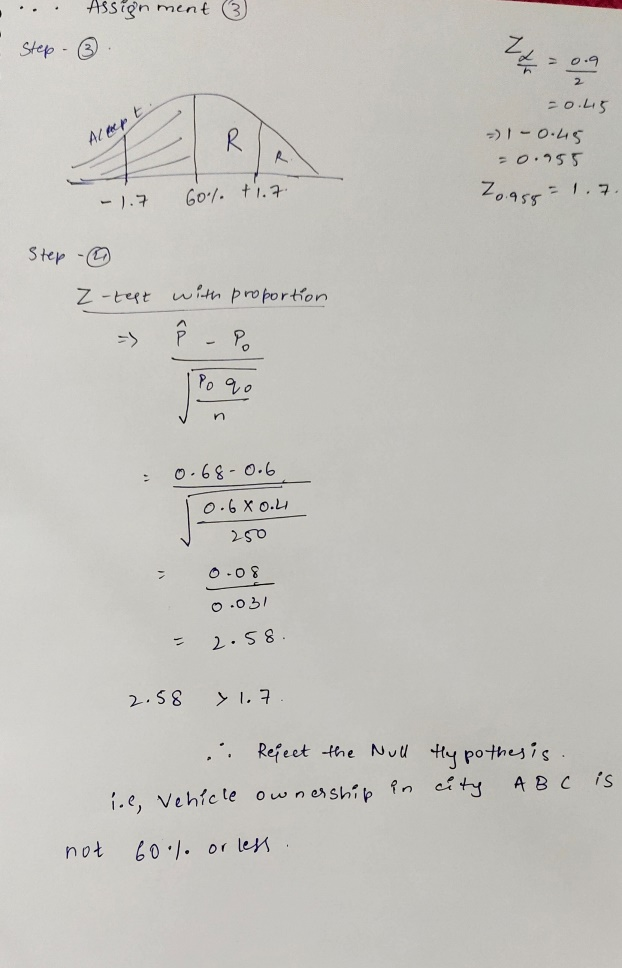 ... Assignment ③
Step - ③.
Z α/n = 0.9/2
= 0.45
=> 1 - 0.45
= 0.955
Z0.955 = 1.7.
Accept.
R
R
- 1.7 60% +1.7.
Step - ④
Z - test with proportion
=> p̂ - P₀
√ P₀ q₀
n
= 0.68 - 0.6
√ 0.6 x 0.4
250
= 0.08
0.031
= 2.58.
2.58 > 1.7.
∴ Reject the Null Hypothesis.
i.e, Vehicle ownership in city A B C is
not 60% or less.